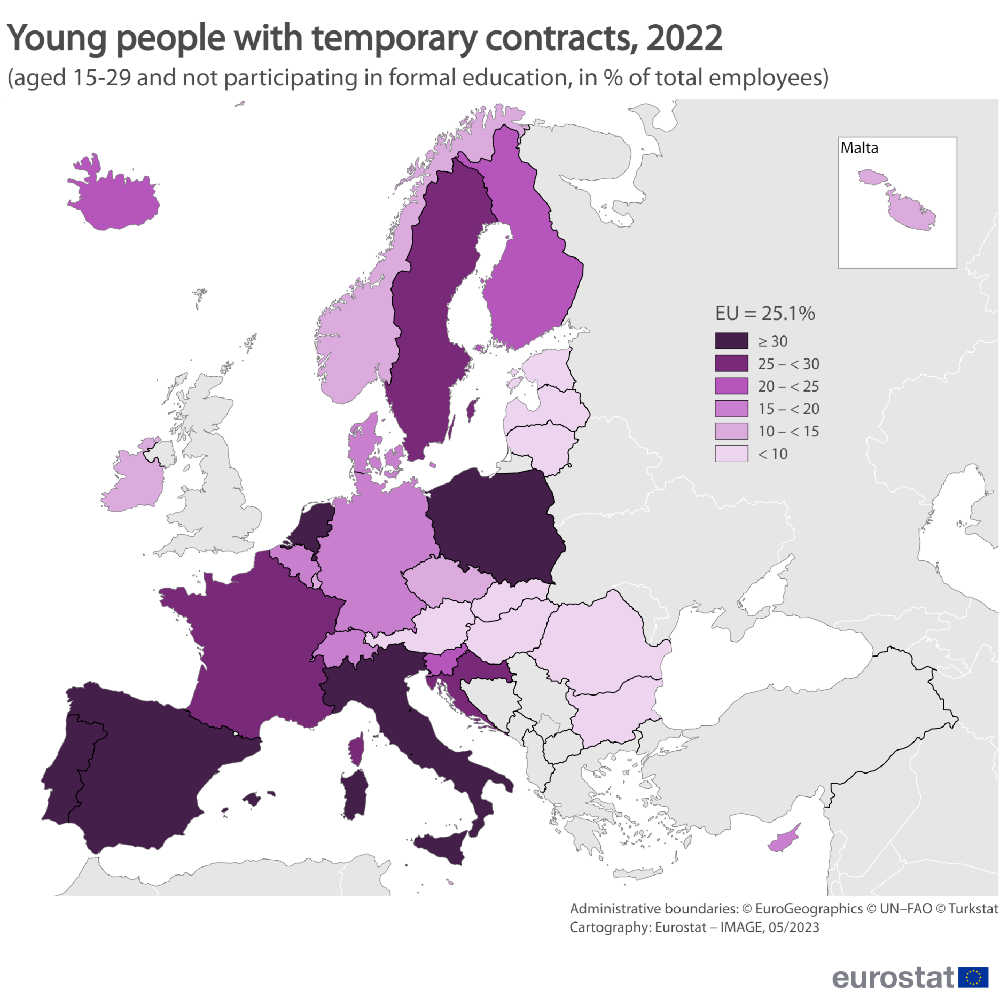 Young people with temporary contracts, 2022
(aged 15-29 and not participating in formal education, in % of total employees)
Malta
EU = 25.1%
≥ 30
25 – < 30
20 – < 25
15 – < 20
10 – < 15
< 10
Administrative boundaries: © EuroGeographics © UN–FAO © Turkstat
Cartography: Eurostat – IMAGE, 05/2023
eurostat